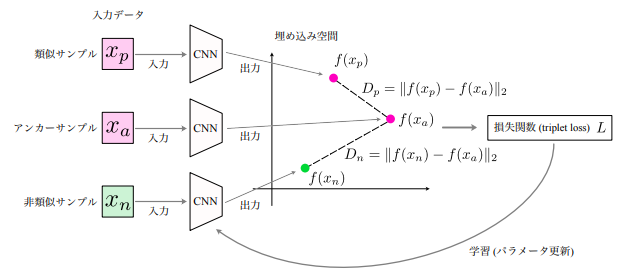 入力データ
埋め込み空間
類似サンプル x_p 入力 CNN 出力 f(x_p)
D_p = ‖f(x_p) − f(x_a)‖_2
アンカーサンプル x_a 入力 CNN 出力 f(x_a)
損失関数 (triplet loss) L
D_n = ‖f(x_n) − f(x_a)‖_2
非類似サンプル x_n 入力 CNN 出力 f(x_n)
学習 (パラメータ更新)